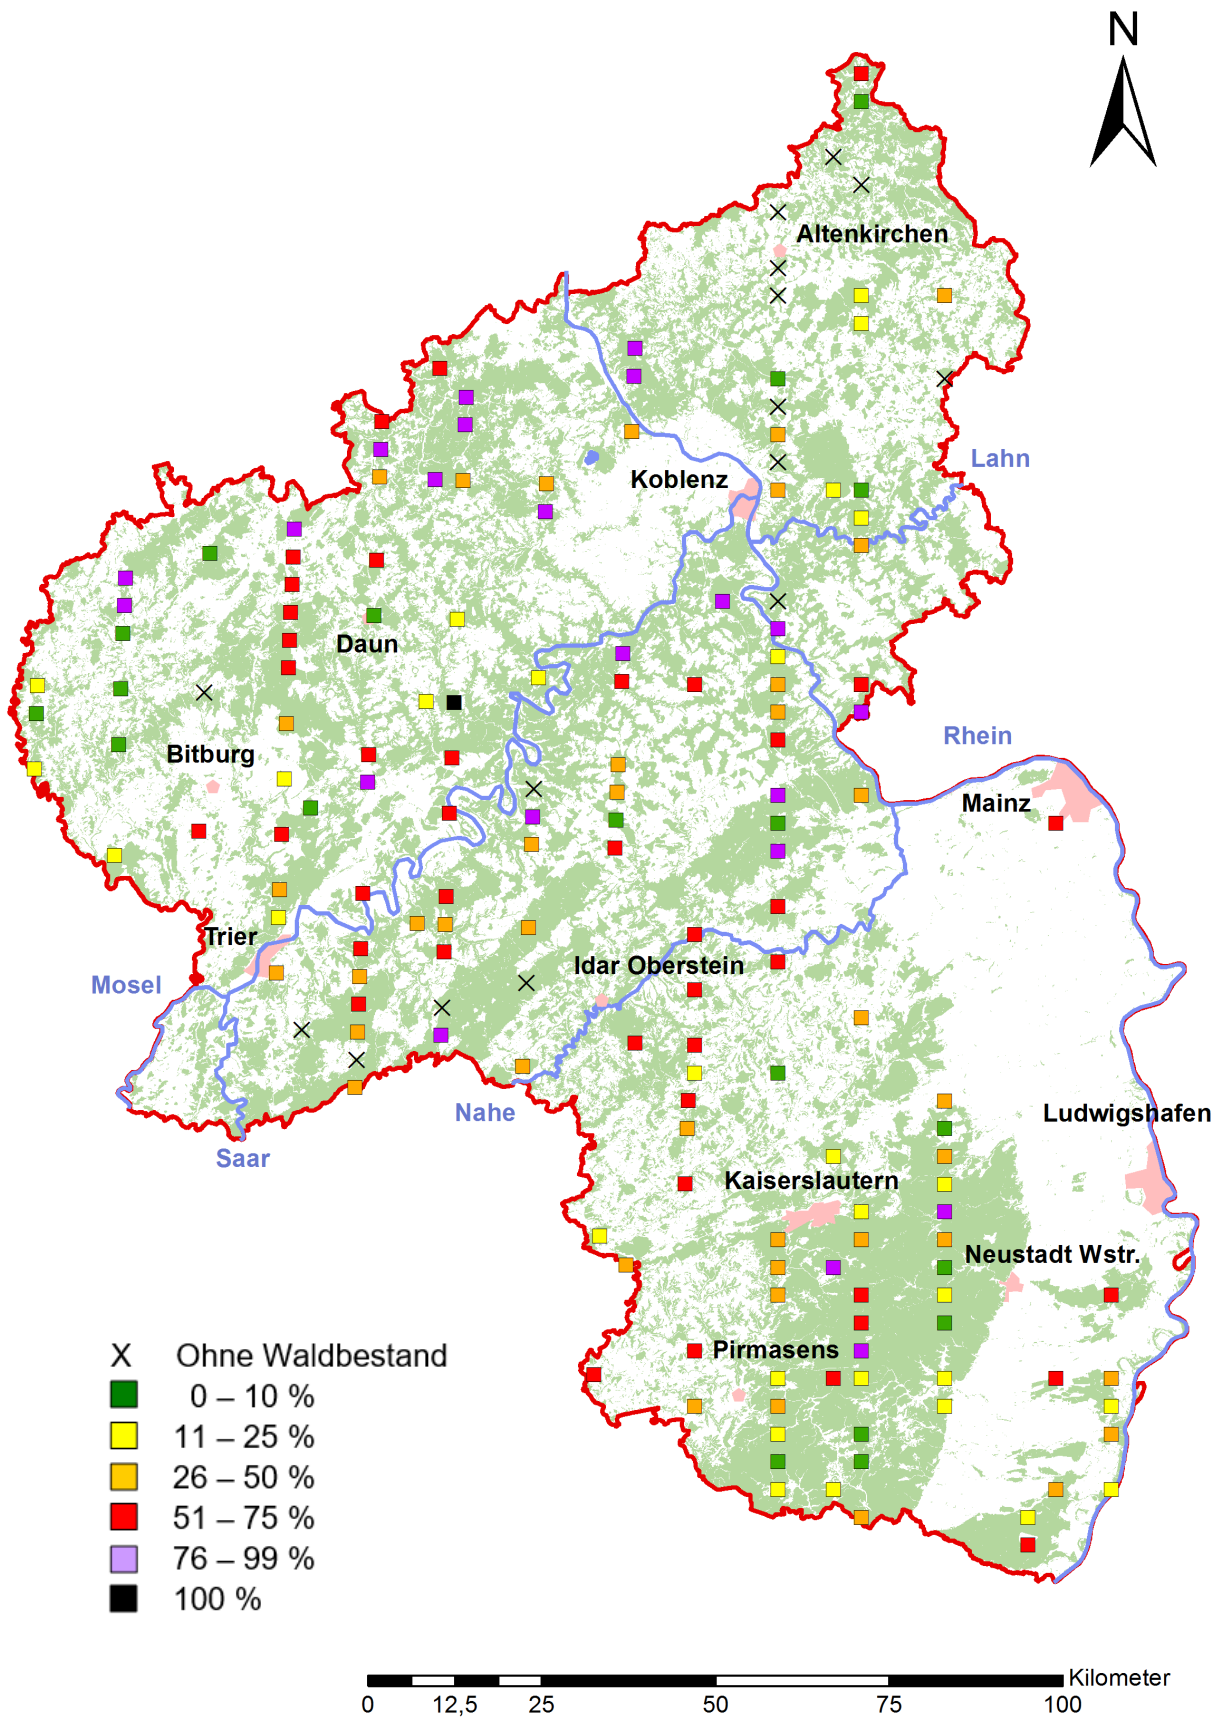 N
Altenkirchen
Lahn
Koblenz
Daun
Rhein
Bitburg
Mainz
Trier
Idar Oberstein
Mosel
Nahe
Ludwigshafen
Saar
Kaiserslautern
Neustadt Wstr.
Pirmasens
X Ohne Waldbestand
0 – 10 %
11 – 25 %
26 – 50 %
51 – 75 %
76 – 99 %
100 %
Kilometer
0 12,5 25 50 75 100